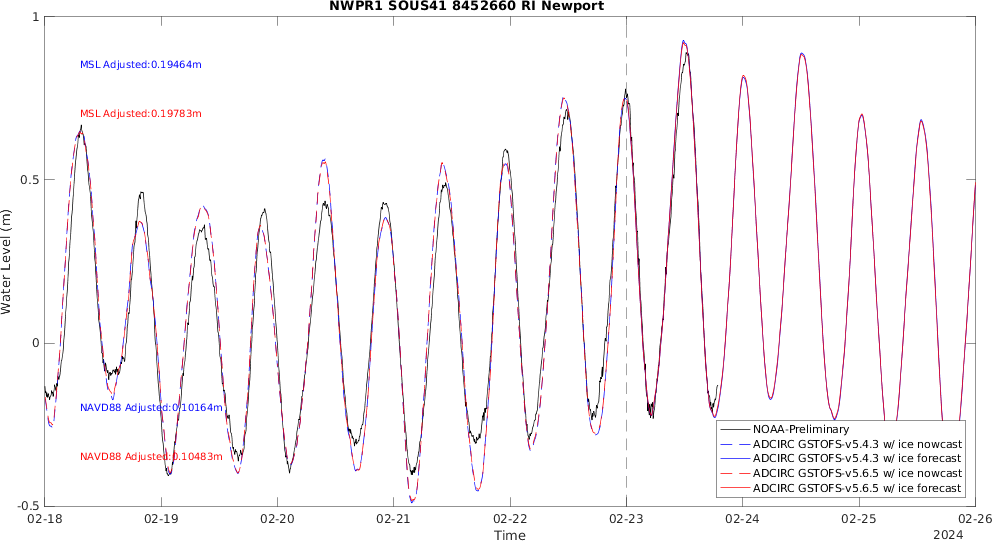 NWPR1 SOUS41 8452660 RI Newport
1
MSL Adjusted:0.19464m
MSL Adjusted:0.19783m
0.5
Water Level (m)
0
NAVD88 Adjusted:0.10164m
NAVD88 Adjusted:0.10483m
NOAA-Preliminary
ADCIRC GSTOFS-v5.4.3 w/ ice nowcast
ADCIRC GSTOFS-v5.4.3 w/ ice forecast
ADCIRC GSTOFS-v5.6.5 w/ ice nowcast
ADCIRC GSTOFS-v5.6.5 w/ ice forecast
-0.5
02-18 02-19 02-20 02-21 02-22 02-23 02-24 02-25 02-26
Time
2024